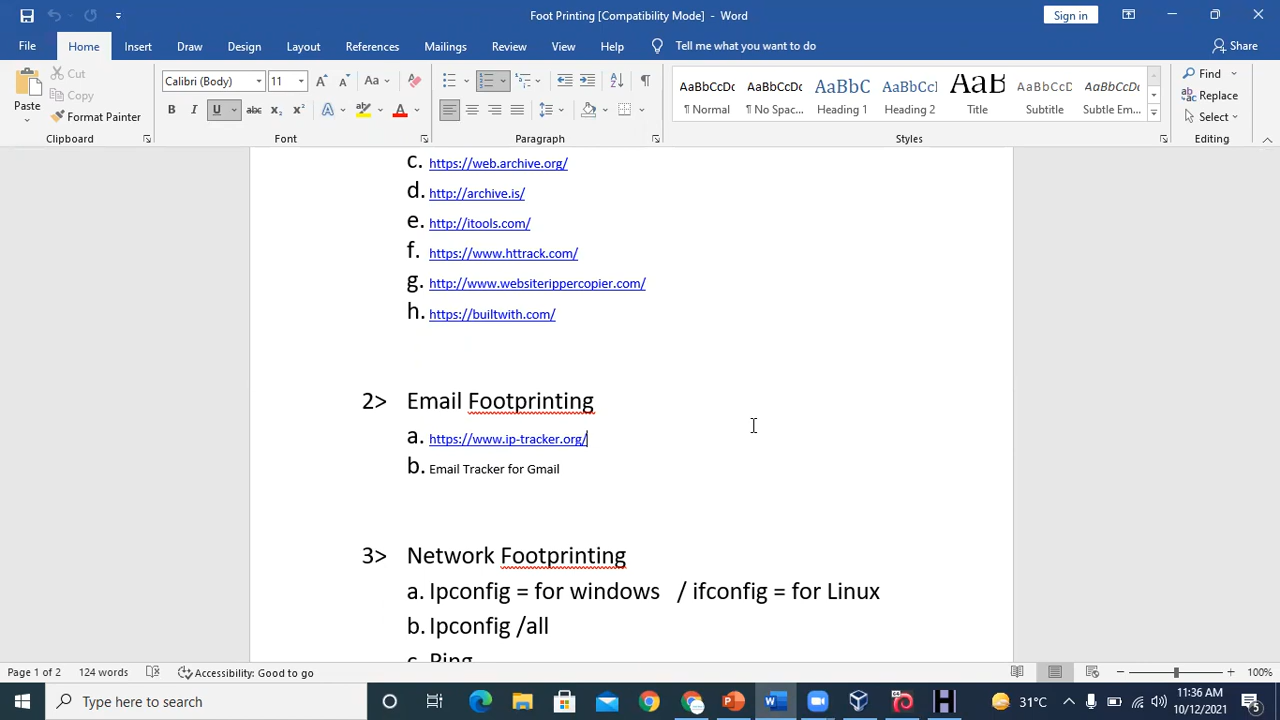 Foot Printing [Compatibility Mode] - Word
Sign in
File Home Insert Draw Design Layout References Mailings Review View Help Tell me what you want to do Share
Paste
Cut
Copy
Format Painter
Clipboard
Calibri (Body) 11
Font
Paragraph
AaBbCcDc AaBbCcDc AaBbC AaBbCc AaB AaBbCcD AaBbCcD
¶ Normal ¶ No Spac... Heading 1 Heading 2 Title Subtitle Subtle Em...
Styles
Find
Replace
Select
Editing
c. https://web.archive.org/
d. http://archive.is/
e. http://itools.com/
f. https://www.httrack.com/
g. http://www.websiterippercopier.com/
h. https://builtwith.com/
2> Email Footprinting
a. https://www.ip-tracker.org/
b. Email Tracker for Gmail
3> Network Footprinting
a. Ipconfig = for windows / ifconfig = for Linux
b. Ipconfig /all
c. Ping
Page 1 of 2 124 words Accessibility: Good to go 100%
Type here to search
31°C
11:36 AM
10/12/2021
5